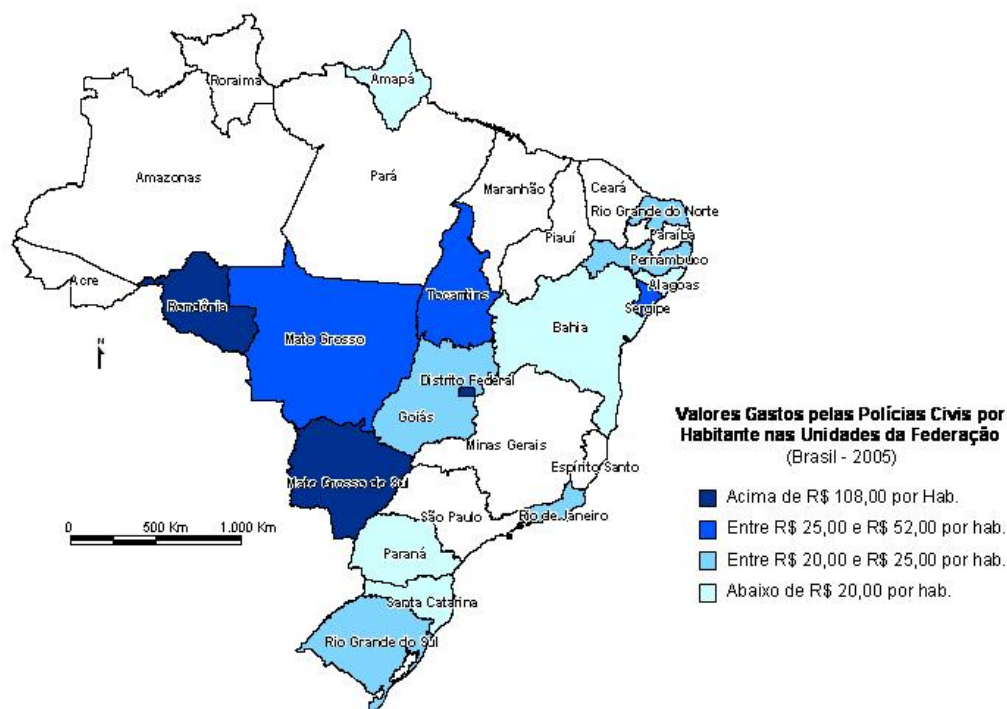 Roraima
Amapá
Amazonas
Pará
Maranhão
Ceará
Rio Grande do Norte
Paraíba
Piauí
Pernambuco
Acre
Alagoas
Rondônia
Tocantins
Sergipe
Bahia
Mato Grosso
N
Distrito Federal
Goiás
Minas Gerais
Espírito Santo
Mato Grosso do Sul
São Paulo
Rio de Janeiro
Paraná
Santa Catarina
Rio Grande do Sul
0 500 Km 1.000 Km
Valores Gastos pelas Polícias Civis por
Habitante nas Unidades da Federação
(Brasil - 2005)
Acima de R$ 108,00 por Hab.
Entre R$ 25,00 e R$ 52,00 por hab.
Entre R$ 20,00 e R$ 25,00 por hab.
Abaixo de R$ 20,00 por hab.